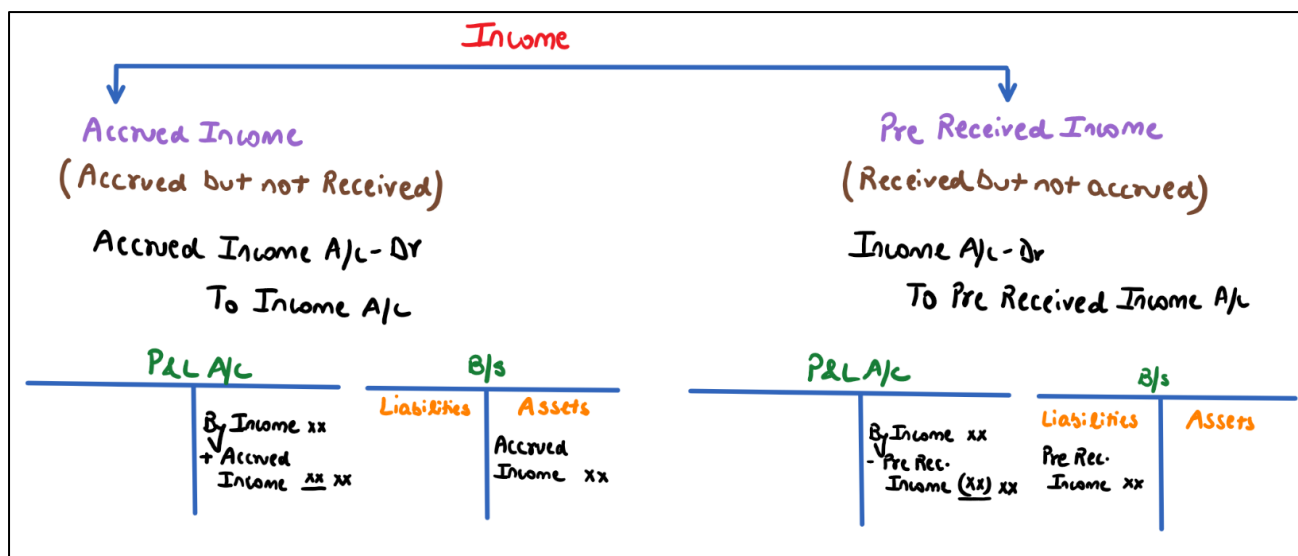 Income
Accrued Income
(Accrued but not Received)
Accrued Income A/c - Dr
To Income A/c
P&L A/c
By Income xx
+ Accrued
Income xx xx
B/s
Liabilities
Assets
Accrued
Income xx
Pre Received Income
(Received but not accrued)
Income A/c - Dr
To Pre Received Income A/c
P&L A/c
By Income xx
- Pre Rec.
Income (xx) xx
B/s
Liabilities
Assets
Pre Rec.
Income xx